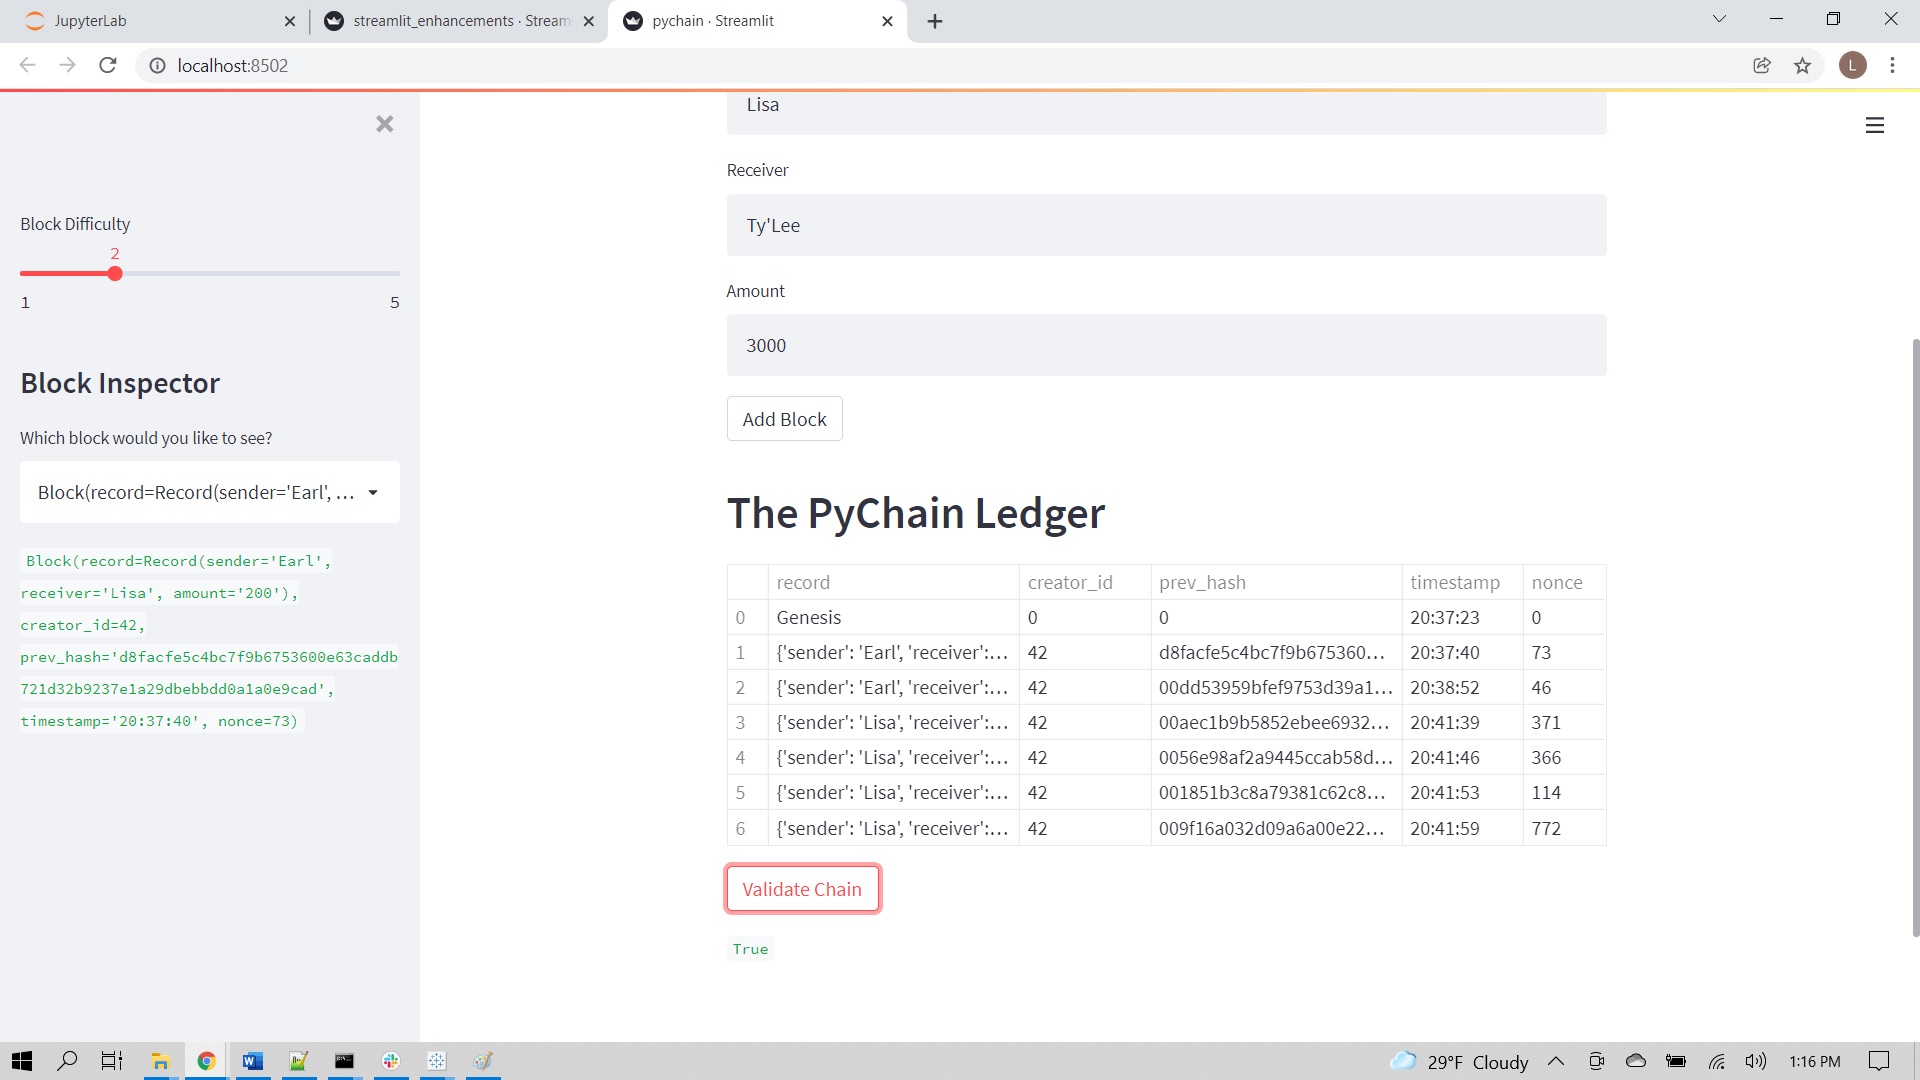 JupyterLab
streamlit_enhancements · Stream
pychain · Streamlit
localhost:8502
L
Block Difficulty
2
1 5
Block Inspector
Which block would you like to see?
Block(record=Record(sender='Earl', ...
Block(record=Record(sender='Earl',
receiver='Lisa', amount='200'),
creator_id=42,
prev_hash='d8facfe5c4bc7f9b6753600e63caddb
721d32b9237e1a29dbebbdd0a1a0e9cad',
timestamp='20:37:40', nonce=73)
Lisa
Receiver
Ty'Lee
Amount
3000
Add Block
The PyChain Ledger
record creator_id prev_hash timestamp nonce
0 Genesis 0 0 20:37:23 0
1 {'sender': 'Earl', 'receiver':... 42 d8facfe5c4bc7f9b675360... 20:37:40 73
2 {'sender': 'Earl', 'receiver':... 42 00dd53959bfef9753d39a1... 20:38:52 46
3 {'sender': 'Lisa', 'receiver':... 42 00aec1b9b5852ebee6932... 20:41:39 371
4 {'sender': 'Lisa', 'receiver':... 42 0056e98af2a9445ccab58d... 20:41:46 366
5 {'sender': 'Lisa', 'receiver':... 42 001851b3c8a79381c62c8... 20:41:53 114
6 {'sender': 'Lisa', 'receiver':... 42 009f16a032d09a6a00e22... 20:41:59 772
Validate Chain
True
29°F Cloudy
1:16 PM